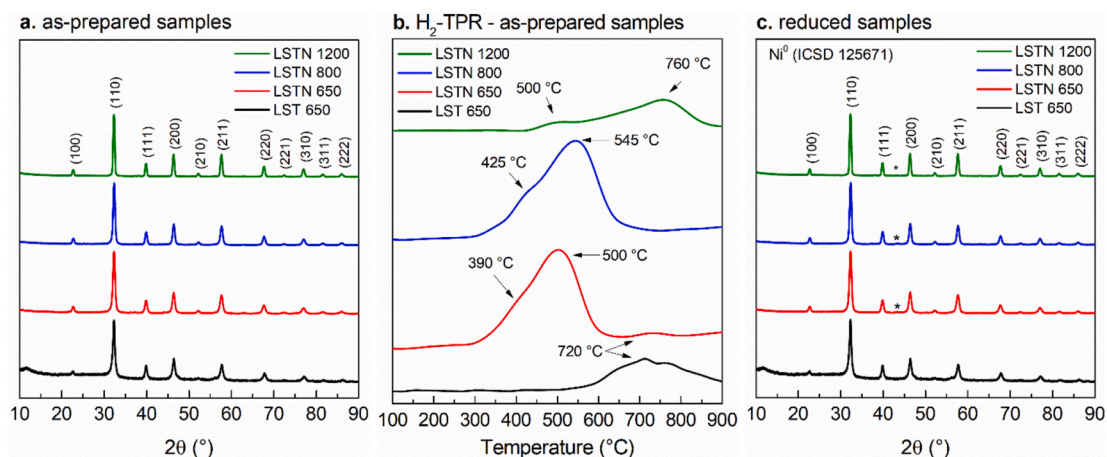 a. as-prepared samples
LSTN 1200
LSTN 800
LSTN 650
LST 650
(100)
(110)
(111)
(200)
(210)
(211)
(220)
(221)
(310)
(311)
(222)
10 20 30 40 50 60 70 80 90
2θ (°)
b. H₂-TPR - as-prepared samples
LSTN 1200
LSTN 800
LSTN 650
LST 650
760 °C
500 °C
545 °C
425 °C
500 °C
390 °C
720 °C
100 200 300 400 500 600 700 800 900
Temperature (°C)
c. reduced samples
Ni⁰ (ICSD 125671)
LSTN 1200
LSTN 800
LSTN 650
LST 650
(100)
(110)
(111)
*
(200)
(210)
(211)
(220)
(221)
(310)
(311)
(222)
*
*
10 20 30 40 50 60 70 80 90
2θ (°)